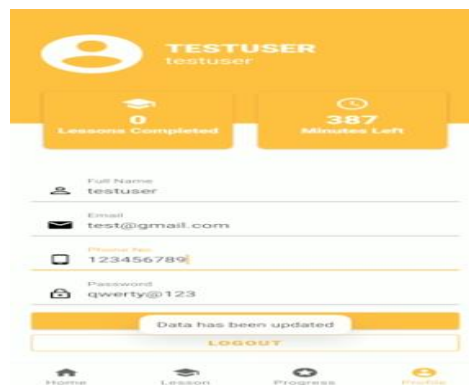 TESTUSER
testuser
0
Lessons Completed
387
Minutes Left
Full Name
testuser
Email
test@gmail.com
Phone No.
123456789
Password
qwerty@123
Data has been updated
LOGOUT
Home Lesson Progress Profile